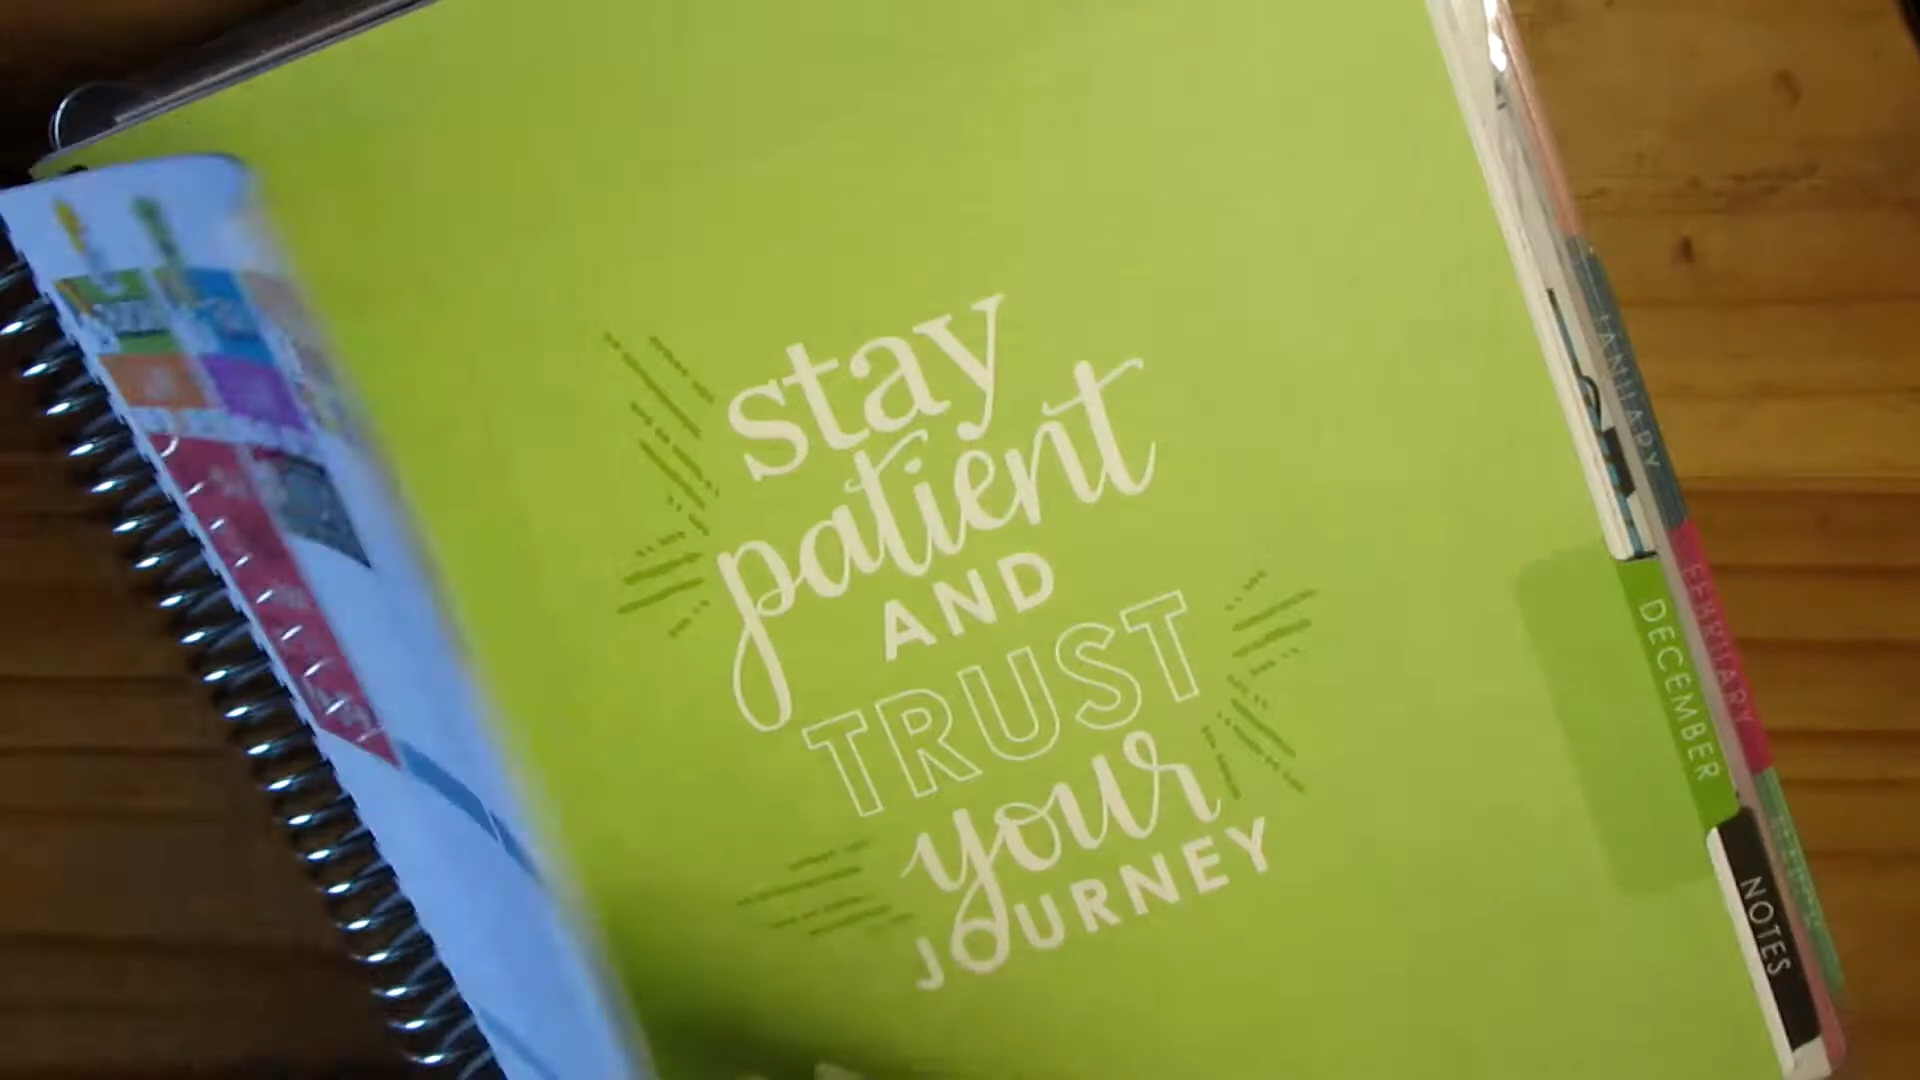 stay
patient
AND
TRUST
your
JOURNEY
JANUARY
FEBRUARY
DECEMBER
NOTES